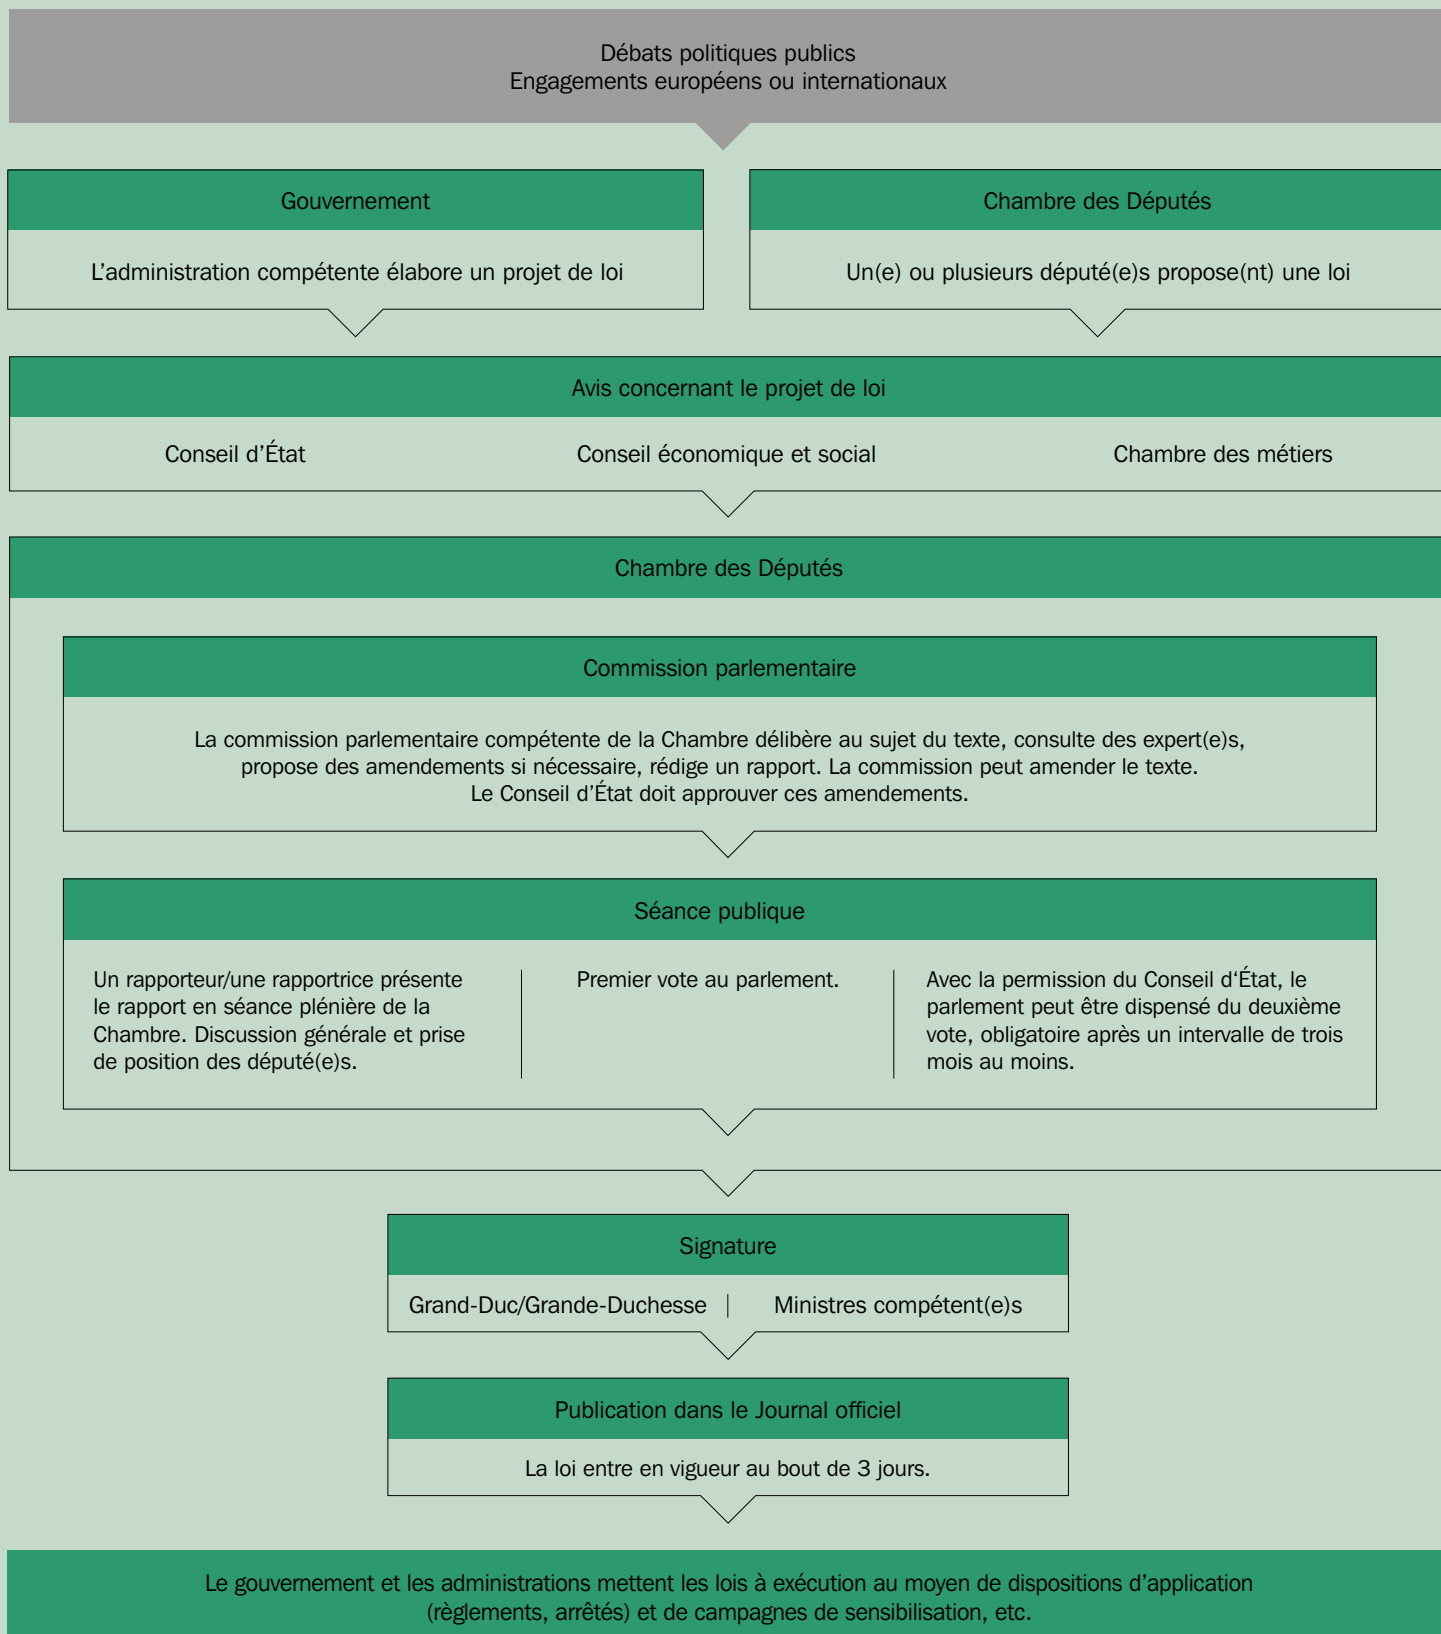 Débats politiques publics
Engagements européens ou internationaux
Gouvernement
L’administration compétente élabore un projet de loi
Chambre des Députés
Un(e) ou plusieurs député(e)s propose(nt) une loi
Avis concernant le projet de loi
Conseil d’État
Conseil économique et social
Chambre des métiers
Chambre des Députés
Commission parlementaire
La commission parlementaire compétente de la Chambre délibère au sujet du texte, consulte des expert(e)s,
propose des amendements si nécessaire, rédige un rapport. La commission peut amender le texte.
Le Conseil d’État doit approuver ces amendements.
Séance publique
Un rapporteur/une rapportrice présente
le rapport en séance plénière de la
Chambre. Discussion générale et prise
de position des député(e)s.
Premier vote au parlement.
Avec la permission du Conseil d‘État, le
parlement peut être dispensé du deuxième
vote, obligatoire après un intervalle de trois
mois au moins.
Signature
Grand-Duc/Grande-Duchesse
Ministres compétent(e)s
Publication dans le Journal officiel
La loi entre en vigueur au bout de 3 jours.
Le gouvernement et les administrations mettent les lois à exécution au moyen de dispositions d’application
(règlements, arrêtés) et de campagnes de sensibilisation, etc.